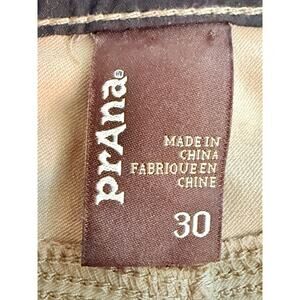 prAna®
MADE IN
CHINA
FABRIQUE EN
CHINE
30